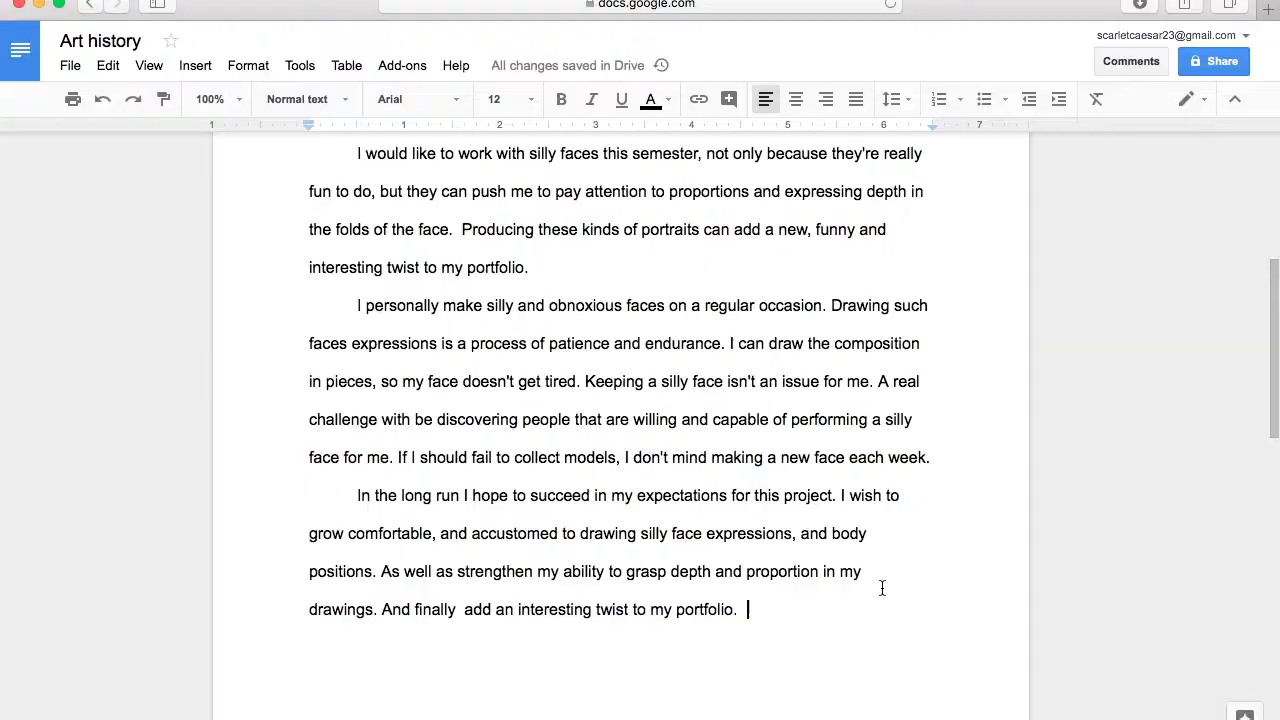 docs.google.com
Art history
scarletcaesar23@gmail.com
File Edit View Insert Format Tools Table Add-ons Help All changes saved in Drive
Comments
Share
100% Normal text Arial 12 B I U A
1 1 2 3 4 5 6 7
I would like to work with silly faces this semester, not only because they're really
fun to do, but they can push me to pay attention to proportions and expressing depth in
the folds of the face.  Producing these kinds of portraits can add a new, funny and
interesting twist to my portfolio.
I personally make silly and obnoxious faces on a regular occasion. Drawing such
faces expressions is a process of patience and endurance. I can draw the composition
in pieces, so my face doesn't get tired. Keeping a silly face isn't an issue for me. A real
challenge with be discovering people that are willing and capable of performing a silly
face for me. If I should fail to collect models, I don't mind making a new face each week.
In the long run I hope to succeed in my expectations for this project. I wish to
grow comfortable, and accustomed to drawing silly face expressions, and body
positions. As well as strengthen my ability to grasp depth and proportion in my
drawings. And finally  add an interesting twist to my portfolio.